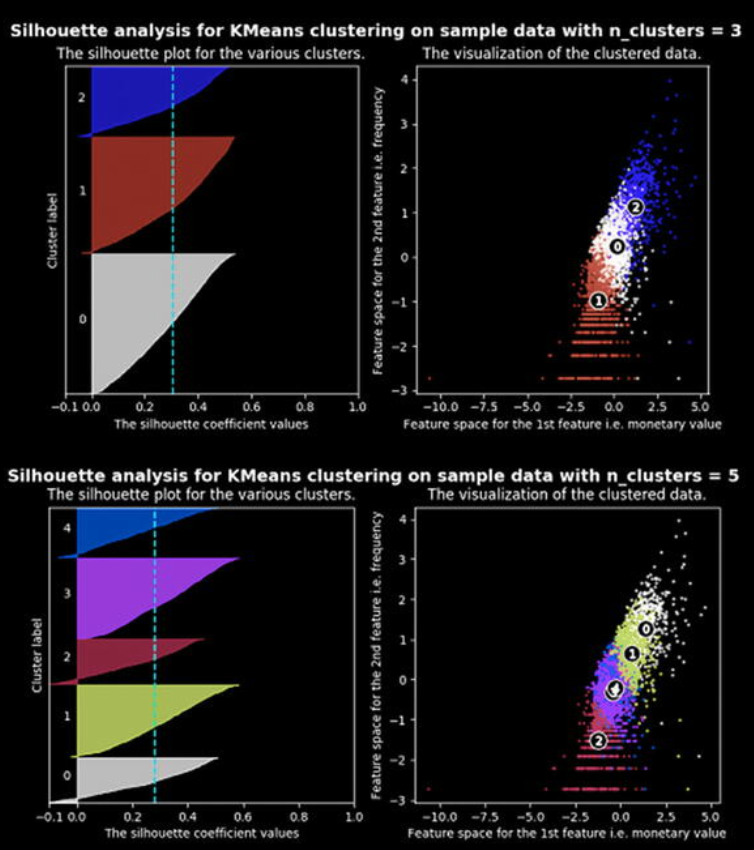 Silhouette analysis for KMeans clustering on sample data with n_clusters = 3
The silhouette plot for the various clusters.
The visualization of the clustered data.
Cluster label
2
1
0
−0.1 0.0 0.2 0.4 0.6 0.8 1.0
The silhouette coefficient values
Feature space for the 2nd feature i.e. frequency
4
3
2
1
0
−1
−2
−3
2
0
1
−10.0 −7.5 −5.0 −2.5 0.0 2.5 5.0
Feature space for the 1st feature i.e. monetary value
Silhouette analysis for KMeans clustering on sample data with n_clusters = 5
The silhouette plot for the various clusters.
The visualization of the clustered data.
Cluster label
4
3
2
1
0
−0.1 0.0 0.2 0.4 0.6 0.8 1.0
The silhouette coefficient values
Feature space for the 2nd feature i.e. frequency
4
3
2
1
0
−1
−2
−3
0
1
4
2
−10.0 −7.5 −5.0 −2.5 0.0 2.5 5.0
Feature space for the 1st feature i.e. monetary value